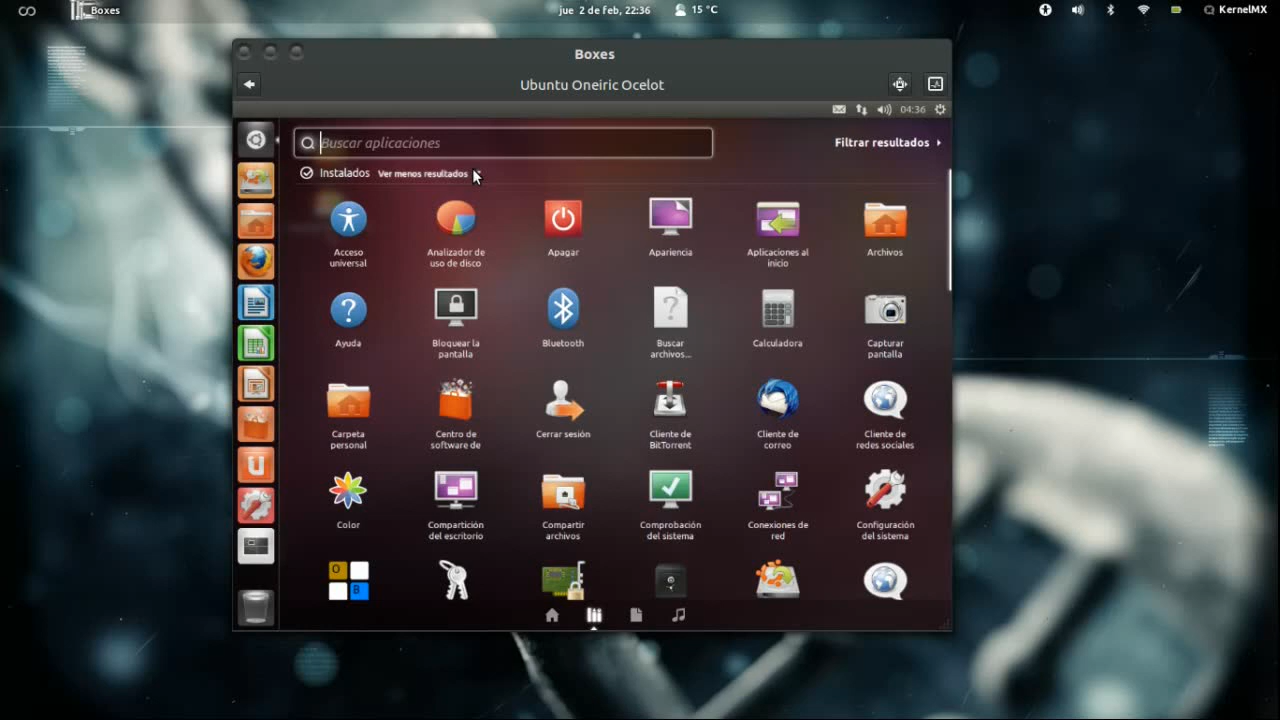 Boxes
jue 2 de feb, 22:36
15 °C
KernelMX
Boxes
Ubuntu Oneiric Ocelot
04:36
Buscar aplicaciones
Filtrar resultados
Instalados Ver menos resultados
Acceso
universal
Analizador de
uso de disco
Apagar
Apariencia
Aplicaciones al
inicio
Archivos
Ayuda
Bloquear la
pantalla
Bluetooth
Buscar
archivos...
Calculadora
Capturar
pantalla
Carpeta
personal
Centro de
software de
Cerrar sesión
Cliente de
BitTorrent
Cliente de
correo
Cliente de
redes sociales
Color
Compartición
del escritorio
Compartir
archivos
Comprobación
del sistema
Conexiones de
red
Configuración
del sistema
O
B